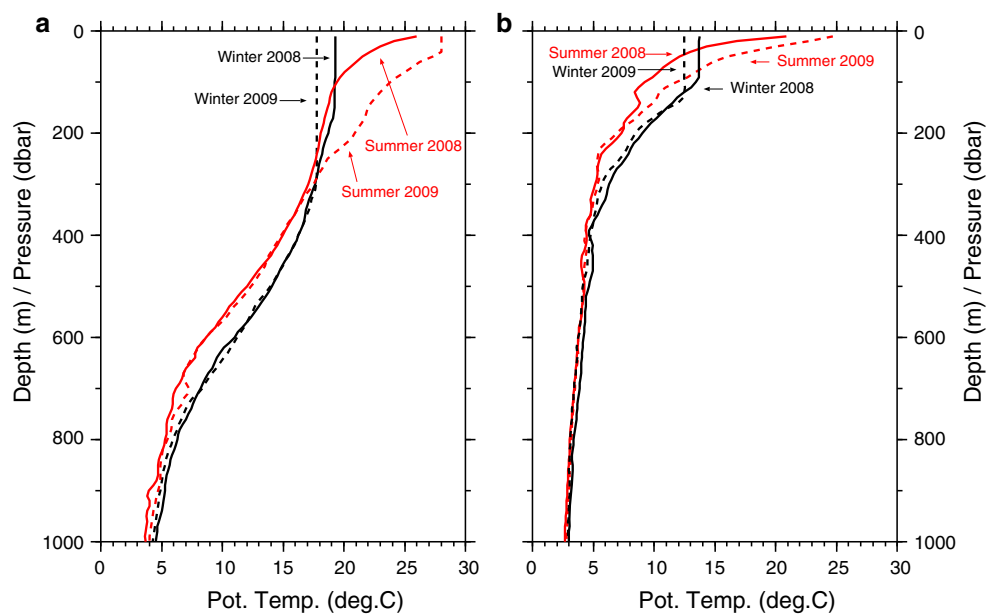 a
b
0
200
400
600
800
1000
Depth (m) / Pressure (dbar)
Winter 2008
Winter 2009
Summer 2008
Summer 2009
0 5 10 15 20 25 30
Pot. Temp. (deg.C)
Summer 2008
Winter 2009
Summer 2009
Winter 2008
0 5 10 15 20 25 30
Pot. Temp. (deg.C)
0
200
400
600
800
1000
Depth (m) / Pressure (dbar)